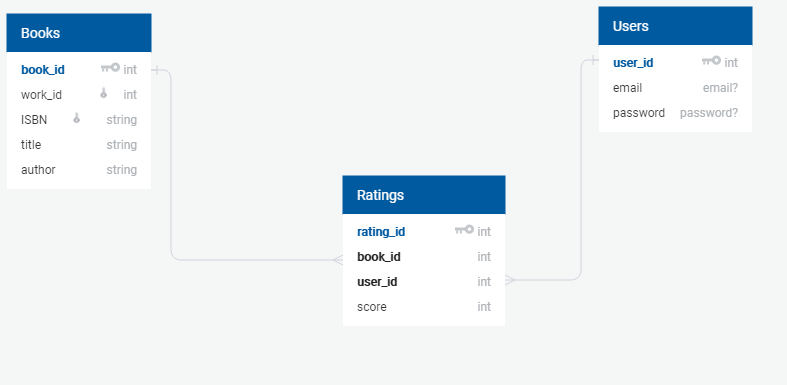 Books
book_id int
work_id int
ISBN string
title string
author string
Users
user_id int
email email?
password password?
Ratings
rating_id int
book_id int
user_id int
score int